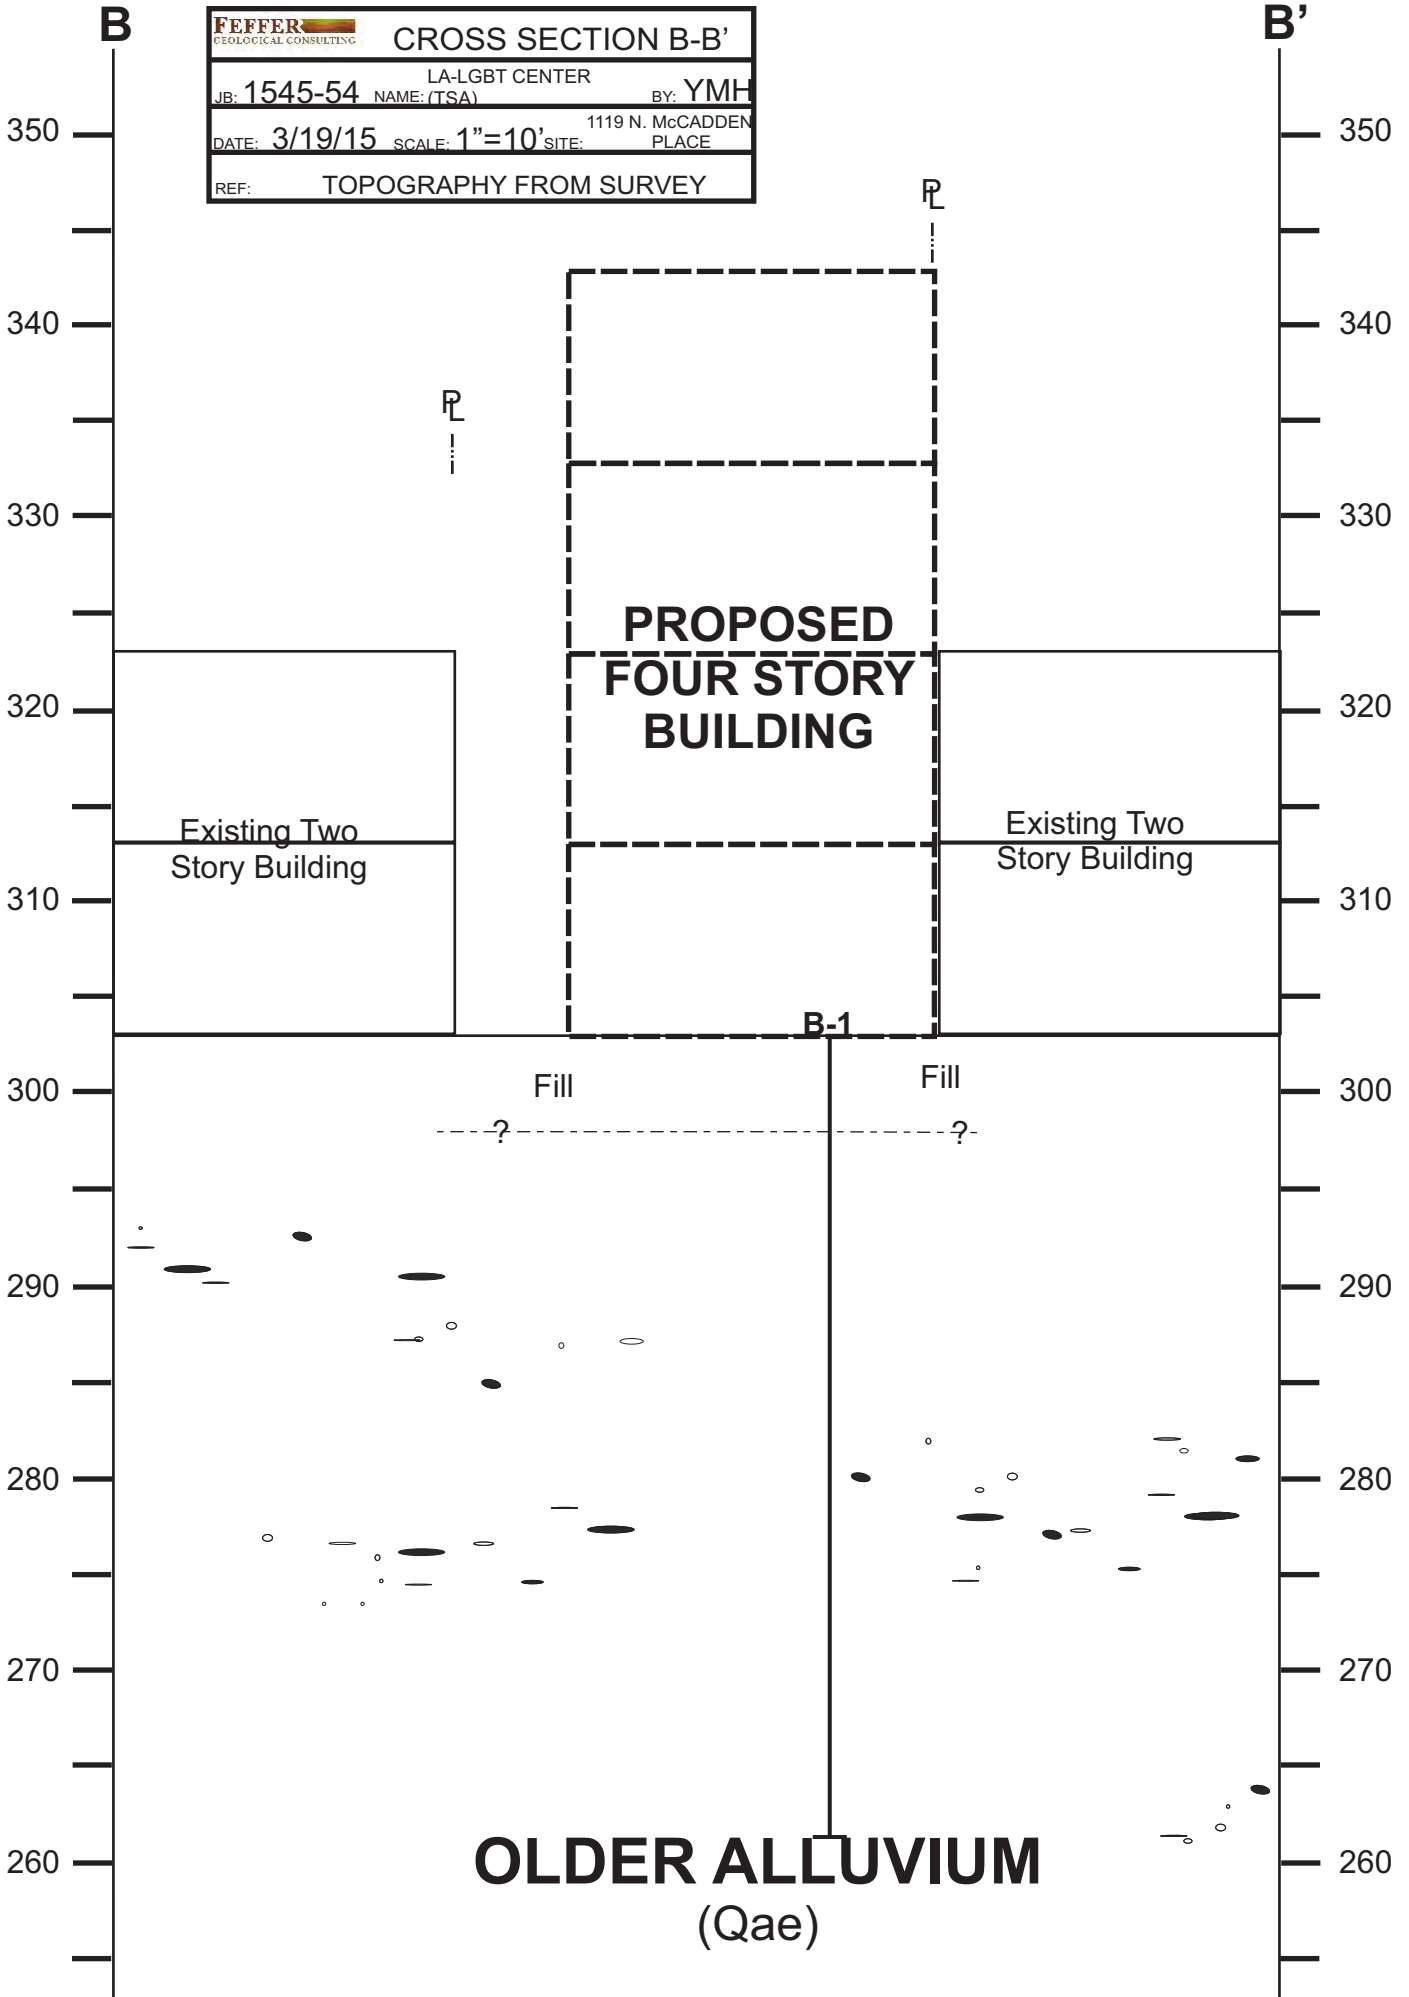 B
B’
FEFFER
GEOLOGICAL CONSULTING
CROSS SECTION B-B’
JB: 1545-54 NAME: LA-LGBT CENTER (TSA) BY: YMH
DATE: 3/19/15 SCALE: 1”=10’ SITE: 1119 N. McCADDEN PLACE
REF: TOPOGRAPHY FROM SURVEY
350
350
PL
340
340
PL
330
330
PROPOSED
FOUR STORY
BUILDING
320
320
Existing Two
Story Building
Existing Two
Story Building
310
310
B-1
Fill
Fill
300
300
?
?
290
290
280
280
270
270
260
260
OLDER ALLUVIUM
(Qae)